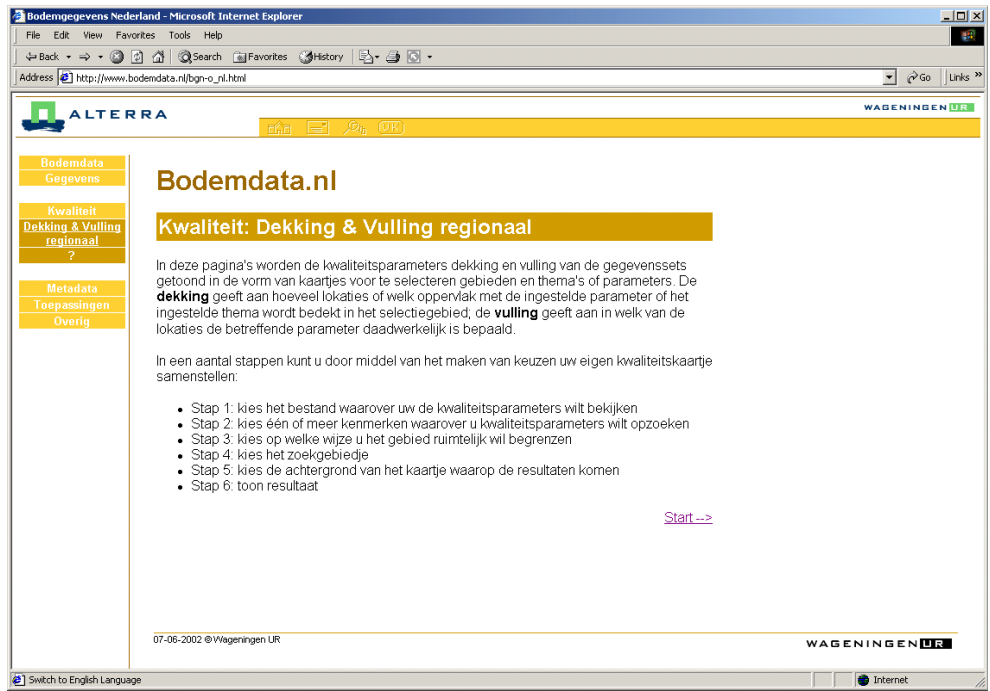 Bodemgegevens Nederland - Microsoft Internet Explorer
File Edit View Favorites Tools Help
Back Search Favorites History
Address http://www.bodemdata.nl/bgn-o_nl.html Go Links »
ALTERRA
WAGENINGEN UR
OK
Bodemdata
Gegevens
Kwaliteit
Dekking & Vulling
regionaal
?
Metadata
Toepassingen
Overig
Bodemdata.nl
Kwaliteit: Dekking & Vulling regionaal
In deze pagina's worden de kwaliteitsparameters dekking en vulling van de gegevenssets
getoond in de vorm van kaartjes voor te selecteren gebieden en thema's of parameters. De
dekking geeft aan hoeveel lokaties of welk oppervlak met de ingestelde parameter of het
ingestelde thema wordt bedekt in het selectiegebied; de vulling geeft aan in welk van de
lokaties de betreffende parameter daadwerkelijk is bepaald.
In een aantal stappen kunt u door middel van het maken van keuzen uw eigen kwaliteitskaartje
samenstellen:
• Stap 1: kies het bestand waarover uw de kwaliteitsparameters wilt bekijken
• Stap 2: kies één of meer kenmerken waarover u kwaliteitsparameters wilt opzoeken
• Stap 3: kies op welke wijze u het gebied ruimtelijk wil begrenzen
• Stap 4: kies het zoekgebiedje
• Stap 5: kies de achtergrond van het kaartje waarop de resultaten komen
• Stap 6: toon resultaat
Start -->
07-06-2002 © Wageningen UR
WAGENINGEN UR
Switch to English Language
Internet